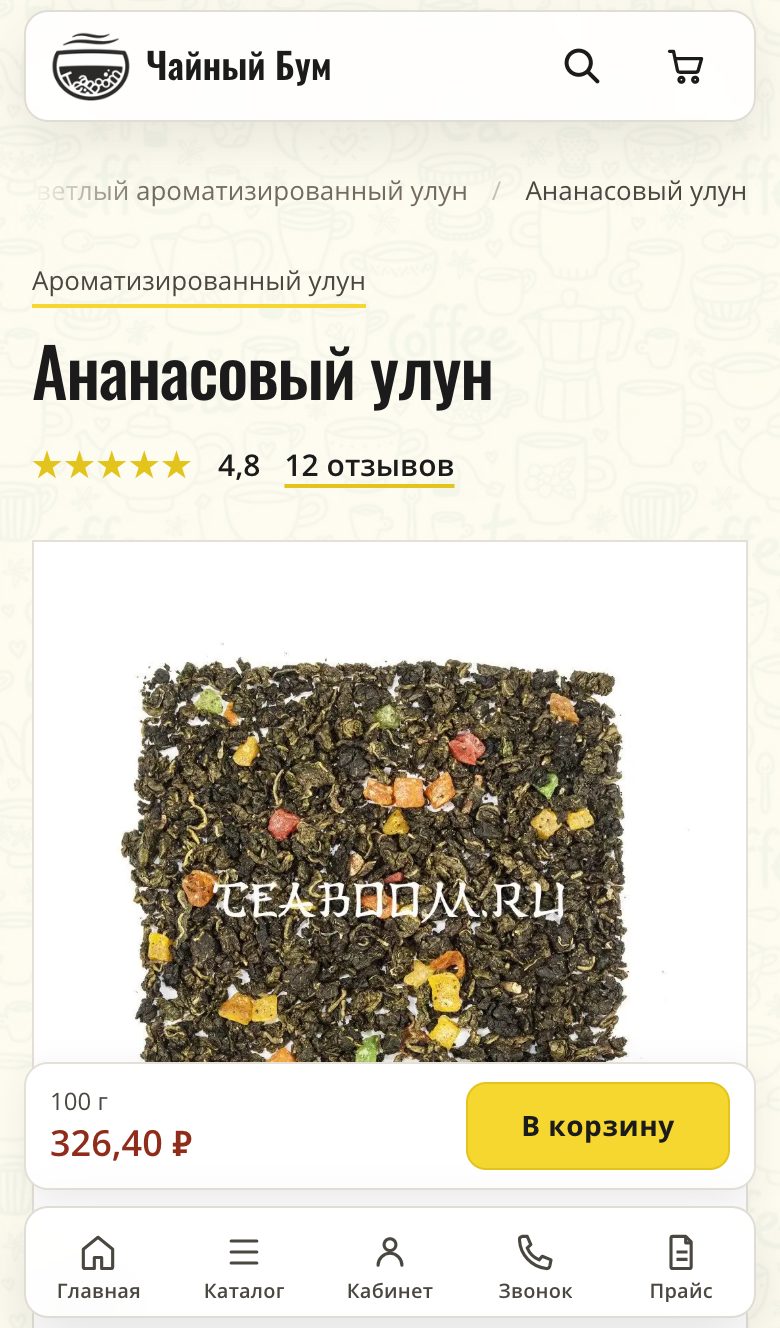 Teaboom
Чайный Бум
ветлый ароматизированный улун / Ананасовый улун
Ароматизированный улун
Ананасовый улун
4,8 12 отзывов
TEABOOM.RU
100 г
326,40 ₽
В корзину
Главная Каталог Кабинет Звонок Прайс